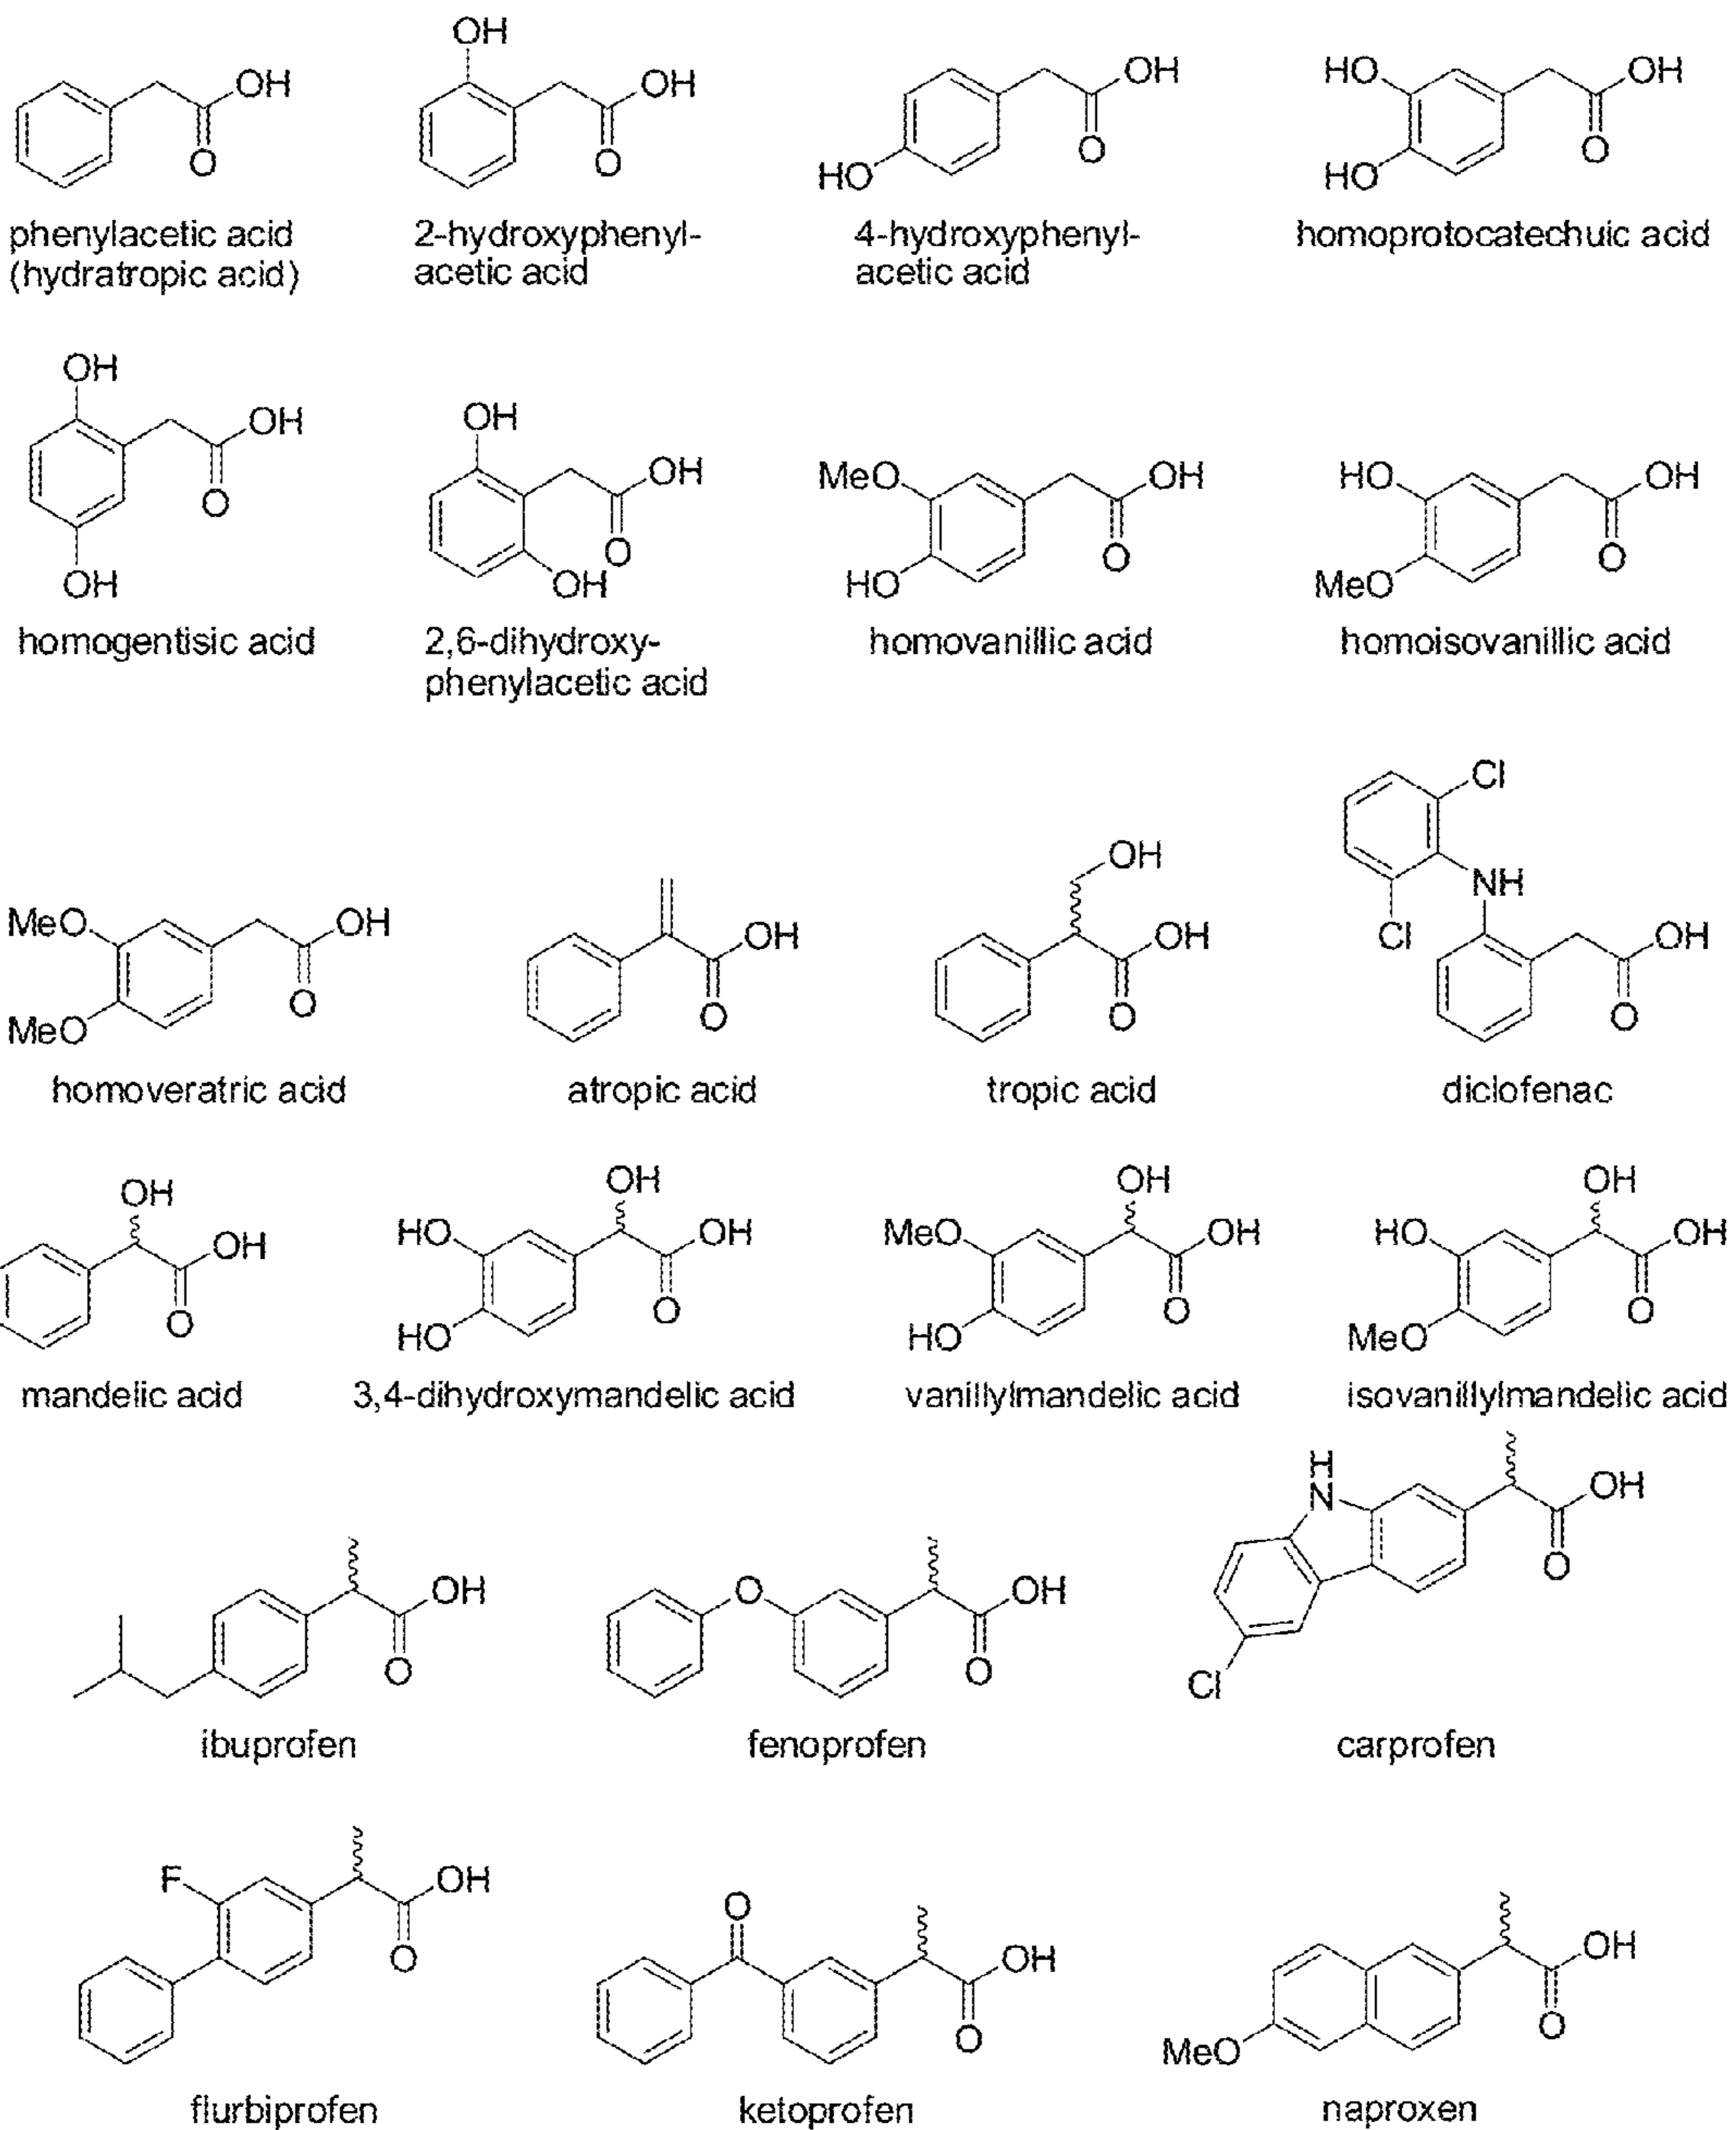 OH
OH
O
OH
O
OH
O
HO
HO
OH
O
HO
phenylacetic acid
(hydratropic acid)
2-hydroxyphenyl-
acetic acid
4-hydroxyphenyl-
acetic acid
homoprotocatechuic acid
OH
OH
O
OH
OH
OH
O
OH
MeO
OH
O
HO
HO
OH
O
MeO
homogentisic acid
2,6-dihydroxy-
phenylacetic acid
homovanillic acid
homoisovanillic acid
MeO
OH
O
MeO
OH
O
OH
OH
O
Cl
NH
Cl
OH
O
homoveratric acid
atropic acid
tropic acid
diclofenac
OH
OH
O
OH
HO
OH
O
HO
OH
MeO
OH
O
HO
OH
HO
OH
O
MeO
mandelic acid
3,4-dihydroxymandelic acid
vanillylmandelic acid
isovanillylmandelic acid
OH
O
O
OH
O
H
N
OH
O
Cl
ibuprofen
fenoprofen
carprofen
F
OH
O
O
OH
O
OH
O
MeO
flurbiprofen
ketoprofen
naproxen